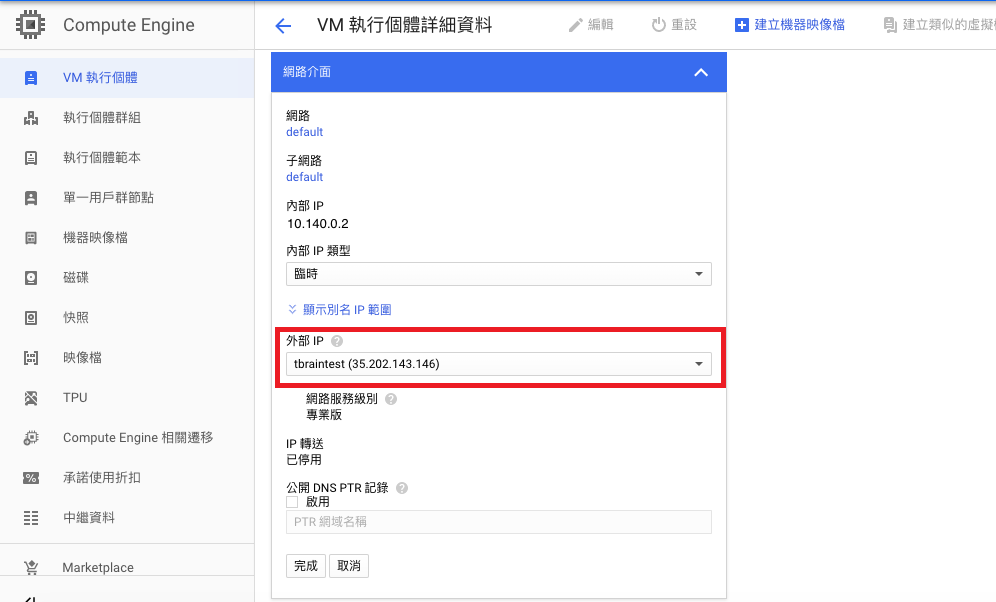 Compute Engine
VM 執行個體詳細資料
編輯
重設
建立機器映像檔
建立類似的虛擬
VM 執行個體
執行個體群組
執行個體範本
單一用戶群節點
機器映像檔
磁碟
快照
映像檔
TPU
Compute Engine 相關遷移
承諾使用折扣
中繼資料
Marketplace
網路介面
網路
default
子網路
default
內部 IP
10.140.0.2
內部 IP 類型
臨時
顯示別名 IP 範圍
外部 IP
tbraintest (35.202.143.146)
網路服務級別
專業版
IP 轉送
已停用
公開 DNS PTR 記錄
啟用
PTR 網域名稱
完成
取消